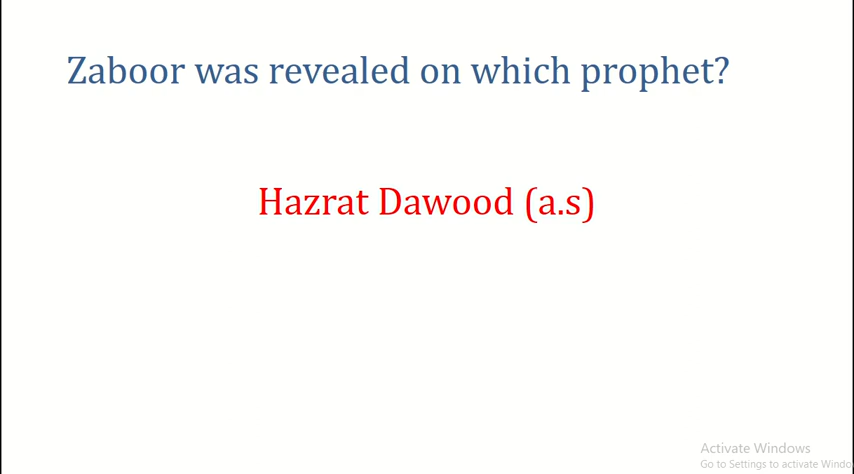 Zaboor was revealed on which prophet?
Hazrat Dawood (a.s)
Activate Windows
Go to Settings to activate Windo